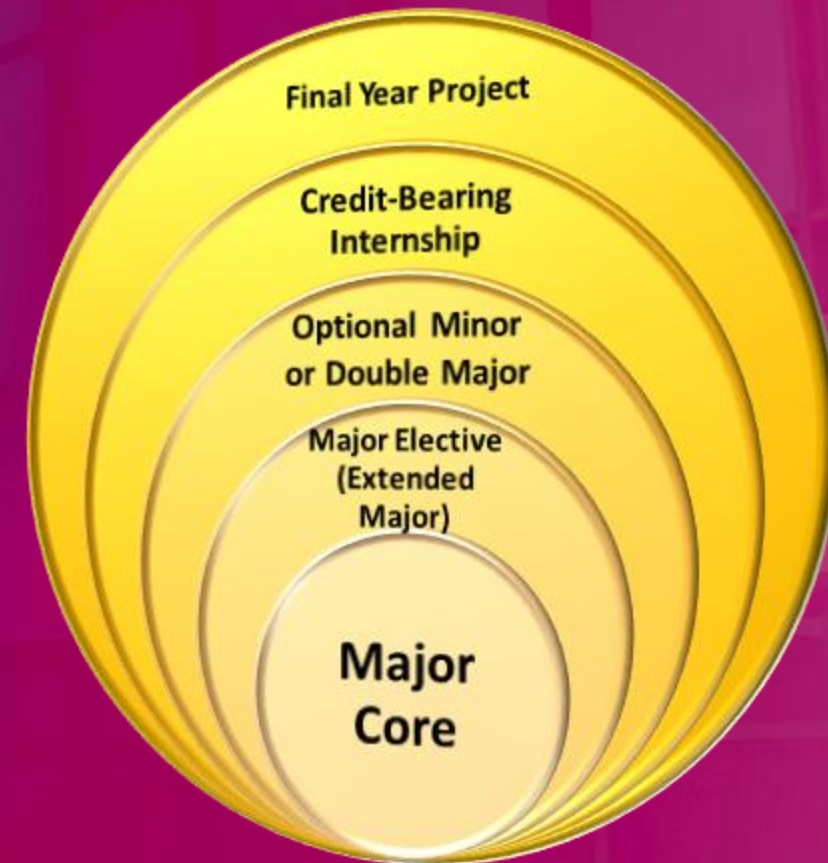 Final Year Project
Credit-Bearing
Internship
Optional Minor
or Double Major
Major Elective
(Extended
Major)
Major
Core